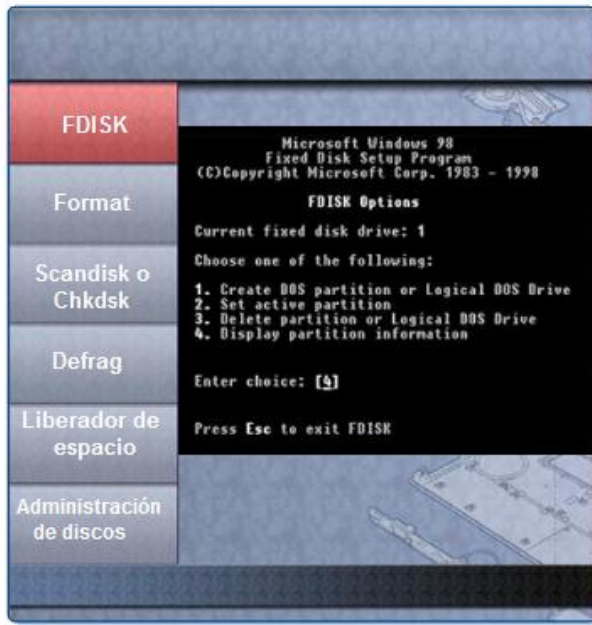 FDISK
Format
Scandisk o
Chkdsk
Defrag
Liberador de
espacio
Administración
de discos
Microsoft Windows 98
Fixed Disk Setup Program
(C)Copyright Microsoft Corp. 1983 - 1998
FDISK Options
Current fixed disk drive: 1
Choose one of the following:
1. Create DOS partition or Logical DOS Drive
2. Set active partition
3. Delete partition or Logical DOS Drive
4. Display partition information
Enter choice: [4]
Press Esc to exit FDISK